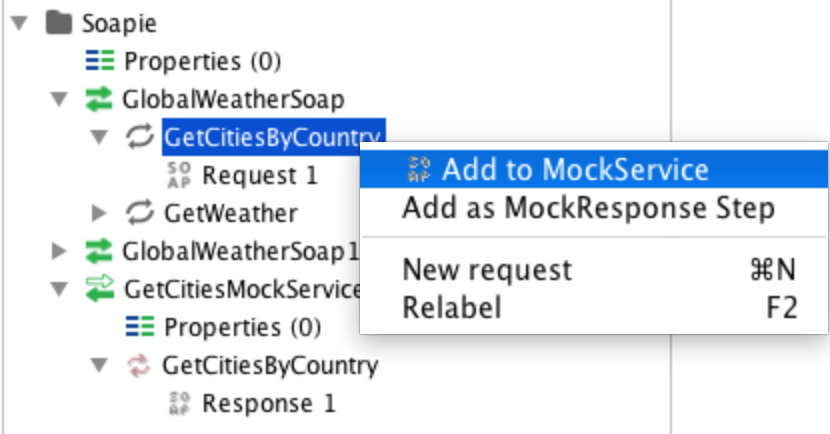 Soapie
Properties (0)
GlobalWeatherSoap
GetCitiesByCountry
Add to MockService
Request 1
Add as MockResponse Step
GetWeather
GlobalWeatherSoap1
New request ⌘N
GetCitiesMockService
Relabel F2
Properties (0)
GetCitiesByCountry
Response 1